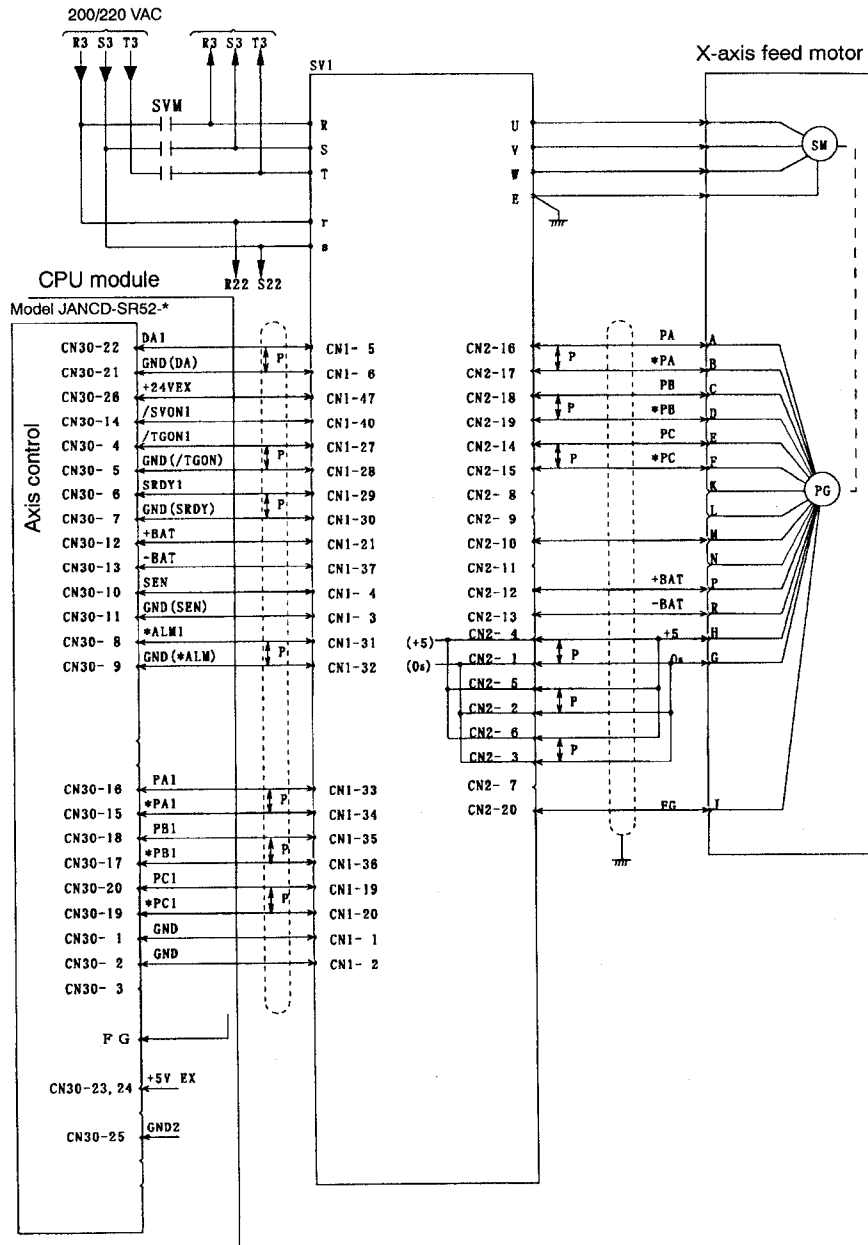 200/220 VAC
R3 S3 T3
R3 S3 T3
SV1
X-axis feed motor
SVM
R
S
T
r
s
R22 S22
U
V
W
E
SM
CPU module
Model JANCD-SR52-*
Axis control
CN30-22 DA1 CN1- 5
CN30-21 GND(DA) P CN1- 6
CN30-26 +24VEX CN1-47
CN30-14 /SVON1 CN1-40
CN30- 4 /TGON1 CN1-27
CN30- 5 GND(/TGON) P CN1-28
CN30- 6 SRDY1 CN1-29
CN30- 7 GND(SRDY) P CN1-30
CN30-12 +BAT CN1-21
CN30-13 -BAT CN1-37
CN30-10 SEN CN1- 4
CN30-11 GND(SEN) CN1- 3
CN30- 8 *ALM1 CN1-31
CN30- 9 GND(*ALM) P CN1-32
CN30-16 PA1 CN1-33
CN30-15 *PA1 P CN1-34
CN30-18 PB1 CN1-35
CN30-17 *PB1 P CN1-36
CN30-20 PC1 CN1-19
CN30-19 *PC1 P CN1-20
CN30- 1 GND CN1- 1
CN30- 2 GND CN1- 2
CN30- 3
FG
CN30-23,24 +5V EX
CN30-25 GND2
CN2-16 PA A
CN2-17 P *PA B
CN2-18 PB C
CN2-19 P *PB D
CN2-14 PC E
CN2-15 P *PC F
CN2- 8 K
CN2- 9 L
CN2-10 M
CN2-11 N
CN2-12 +BAT P
CN2-13 -BAT R
(+5) CN2- 4 +5 H
(0s) CN2- 1 P 0s G
CN2- 5
CN2- 2 P
CN2- 6
CN2- 3 P
CN2- 7
CN2-20 FG J
PG